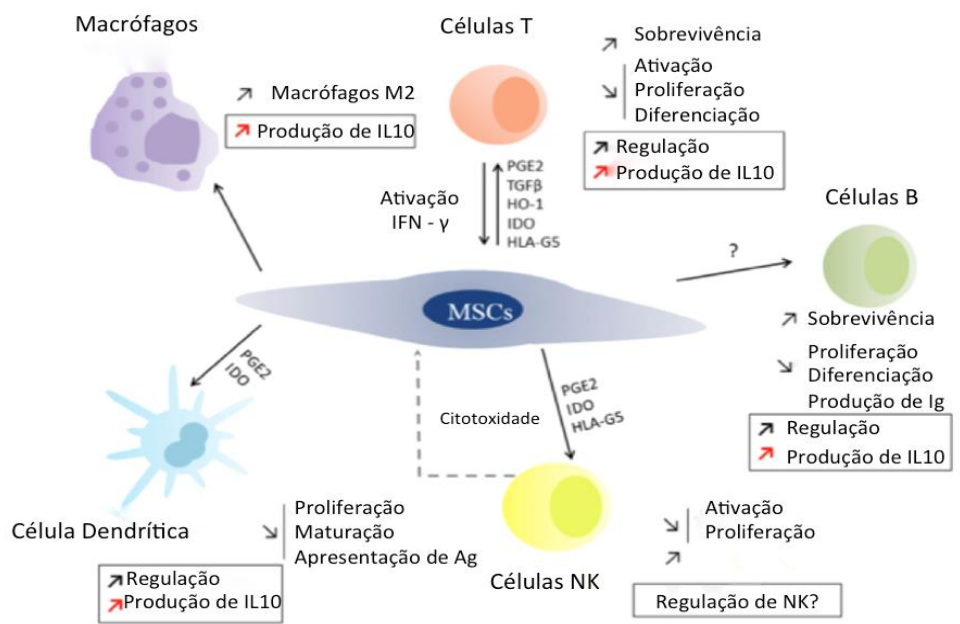 Macrófagos
Macrófagos M2
Produção de IL10
Células T
Sobrevivência
Ativação
Proliferação
Diferenciação
Regulação
Produção de IL10
Ativação
IFN - γ
PGE2
TGFβ
HO-1
IDO
HLA-G5
Células B
?
Sobrevivência
Proliferação
Diferenciação
Produção de Ig
Regulação
Produção de IL10
MSCs
PGE2
IDO
Célula Dendrítica
Proliferação
Maturação
Apresentação de Ag
Regulação
Produção de IL10
Citotoxidade
PGE2
IDO
HLA-G5
Células NK
Ativação
Proliferação
Regulação de NK?